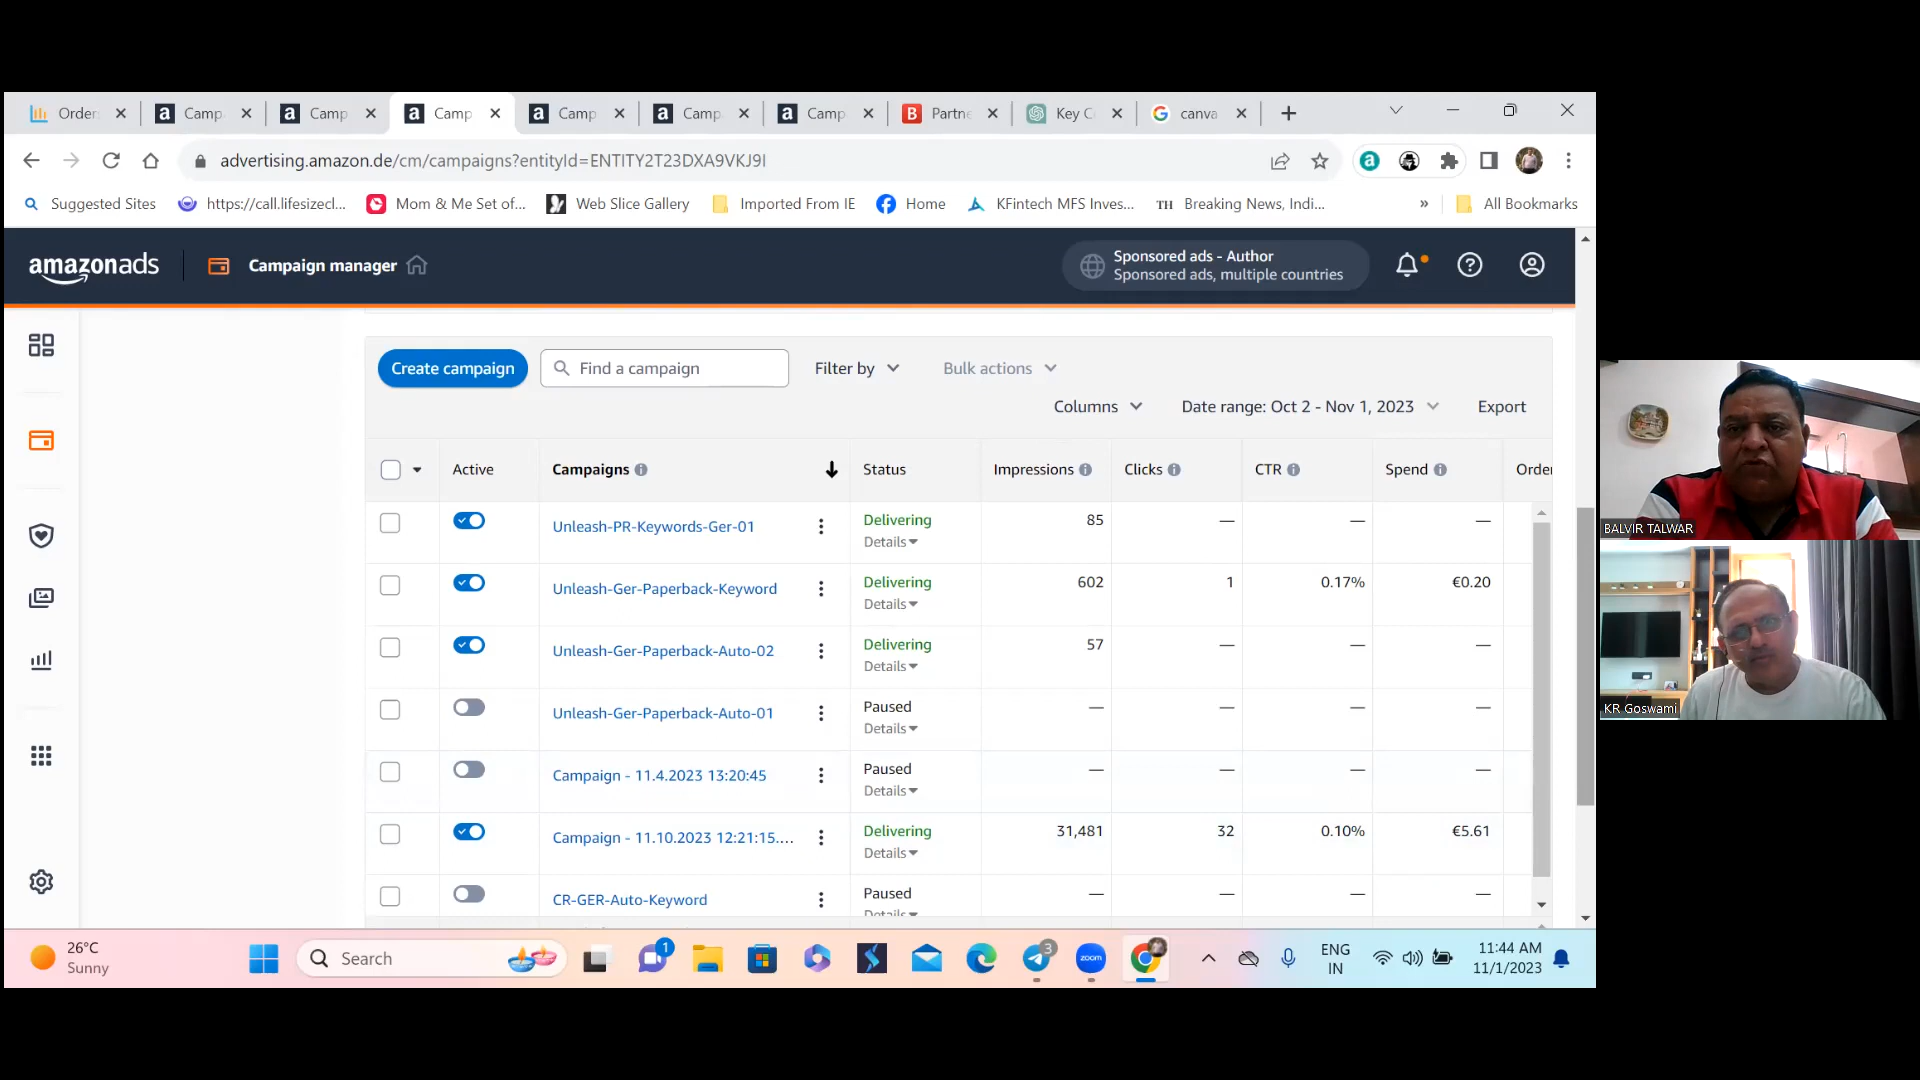 Order
Camp
Camp
Camp
Camp
Camp
Camp
Partne
Key C
canva
advertising.amazon.de/cm/campaigns?entityId=ENTITY2T23DXA9VKJ9I
Suggested Sites
https://call.lifesizecl...
Mom & Me Set of...
Web Slice Gallery
Imported From IE
Home
KFintech MFS Inves...
TH Breaking News, Indi...
»
All Bookmarks
amazonads
Campaign manager
Sponsored ads - Author
Sponsored ads, multiple countries
Create campaign
Find a campaign
Filter by
Bulk actions
Columns
Date range: Oct 2 - Nov 1, 2023
Export
Active Campaigns Status Impressions Clicks CTR Spend Order
Unleash-PR-Keywords-Ger-01 Delivering 85 — — —
Details
Unleash-Ger-Paperback-Keyword Delivering 602 1 0.17% €0.20
Details
Unleash-Ger-Paperback-Auto-02 Delivering 57 — — —
Details
Unleash-Ger-Paperback-Auto-01 Paused — — — —
Details
Campaign - 11.4.2023 13:20:45 Paused — — — —
Details
Campaign - 11.10.2023 12:21:15.... Delivering 31,481 32 0.10% €5.61
Details
CR-GER-Auto-Keyword Paused — — — —
Details
BALVIR TALWAR
KR Goswami
26°C
Sunny
Search
1
3
zoom
ENG
IN
11:44 AM
11/1/2023